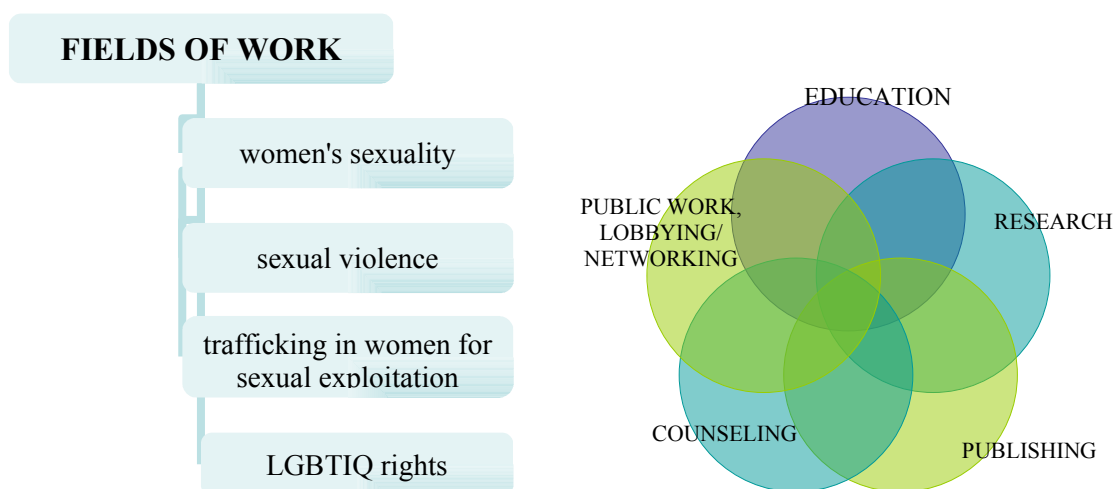 FIELDS OF WORK
women's sexuality
sexual violence
trafficking in women for
sexual exploitation
LGBTIQ rights
EDUCATION
PUBLIC WORK,
LOBBYING/
NETWORKING
RESEARCH
COUNSELING
PUBLISHING